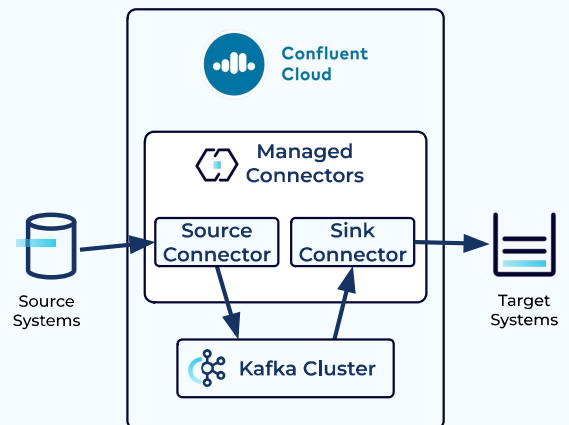 Confluent
Cloud
Managed
Connectors
Source
Connector
Sink
Connector
Source
Systems
Target
Systems
Kafka Cluster